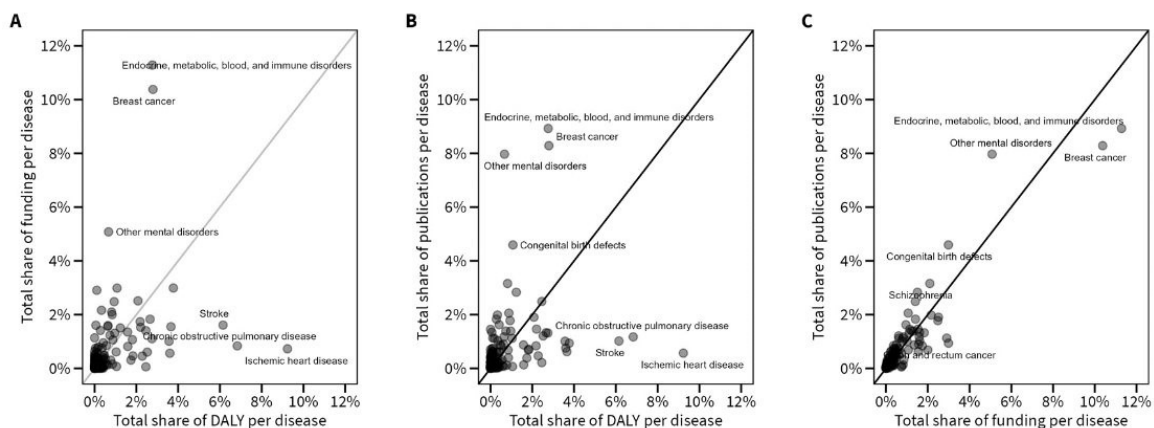 A
Total share of funding per disease
12%
10%
8%
6%
4%
2%
0%
Endocrine, metabolic, blood, and immune disorders
Breast cancer
Other mental disorders
Stroke
Chronic obstructive pulmonary disease
Ischemic heart disease
0% 2% 4% 6% 8% 10% 12%
Total share of DALY per disease
B
Total share of publications per disease
12%
10%
8%
6%
4%
2%
0%
Endocrine, metabolic, blood, and immune disorders
Breast cancer
Other mental disorders
Congenital birth defects
Chronic obstructive pulmonary disease
Stroke
Ischemic heart disease
0% 2% 4% 6% 8% 10% 12%
Total share of DALY per disease
C
Total share of publications per disease
12%
10%
8%
6%
4%
2%
0%
Endocrine, metabolic, blood, and immune disorders
Other mental disorders
Breast cancer
Congenital birth defects
Schizophrenia
and rectum cancer
0% 2% 4% 6% 8% 10% 12%
Total share of funding per disease